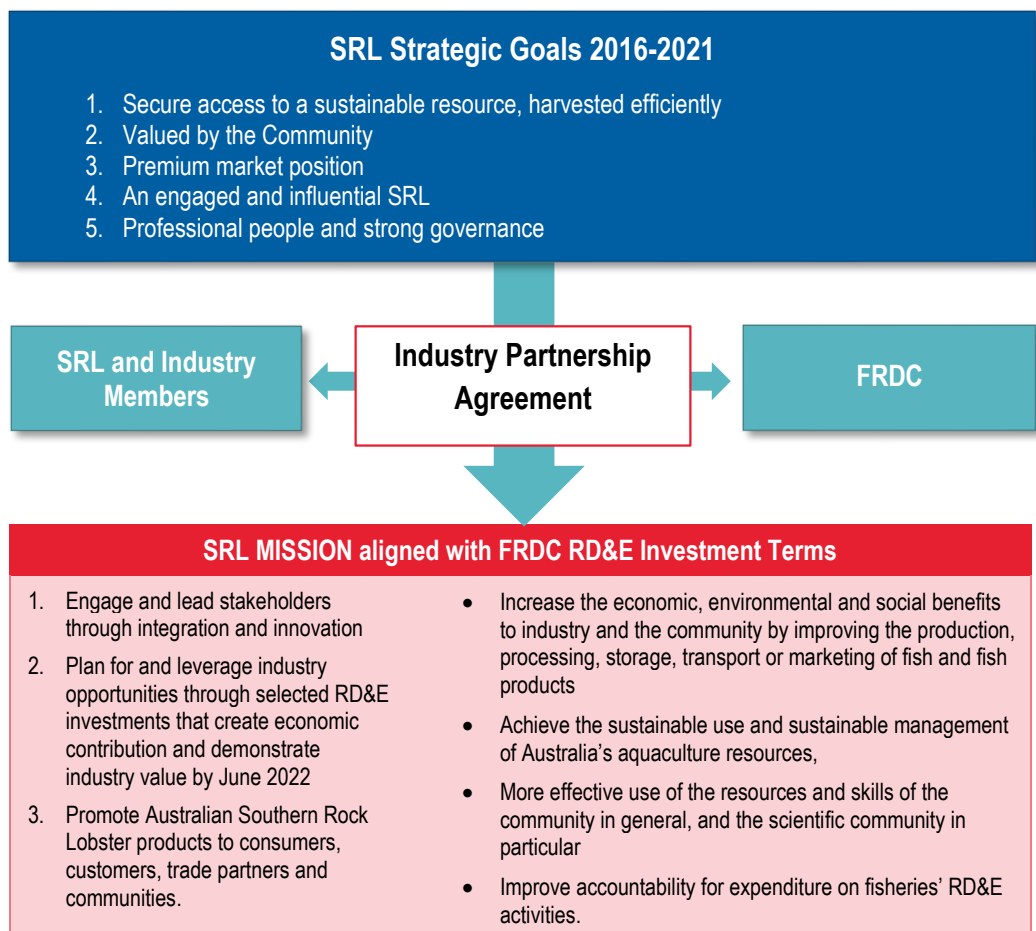 SRL Strategic Goals 2016-2021
1. Secure access to a sustainable resource, harvested efficiently
2. Valued by the Community
3. Premium market position
4. An engaged and influential SRL
5. Professional people and strong governance
SRL and Industry
Members
Industry Partnership
Agreement
FRDC
SRL MISSION aligned with FRDC RD&E Investment Terms
1. Engage and lead stakeholders
through integration and innovation
2. Plan for and leverage industry
opportunities through selected RD&E
investments that create economic
contribution and demonstrate
industry value by June 2022
3. Promote Australian Southern Rock
Lobster products to consumers,
customers, trade partners and
communities.
• Increase the economic, environmental and social benefits
to industry and the community by improving the production,
processing, storage, transport or marketing of fish and fish
products
• Achieve the sustainable use and sustainable management
of Australia's aquaculture resources,
• More effective use of the resources and skills of the
community in general, and the scientific community in
particular
• Improve accountability for expenditure on fisheries' RD&E
activities.